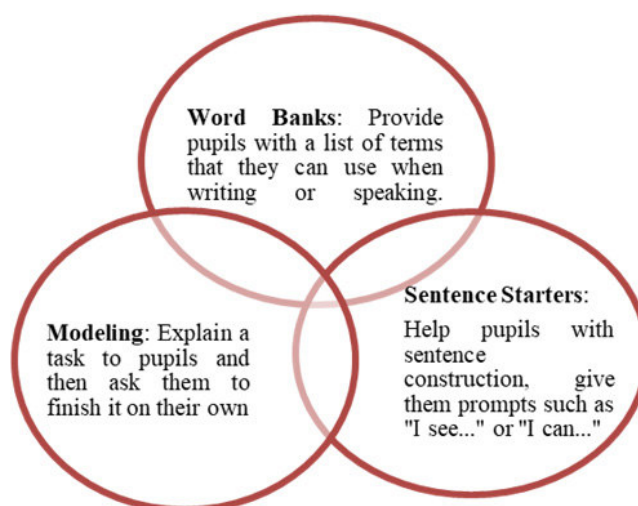 Word Banks: Provide
pupils with a list of terms
that they can use when
writing or speaking.
Modeling: Explain a
task to pupils and
then ask them to
finish it on their own
Sentence Starters:
Help pupils with
sentence
construction, give
them prompts such as
"I see..." or "I can..."